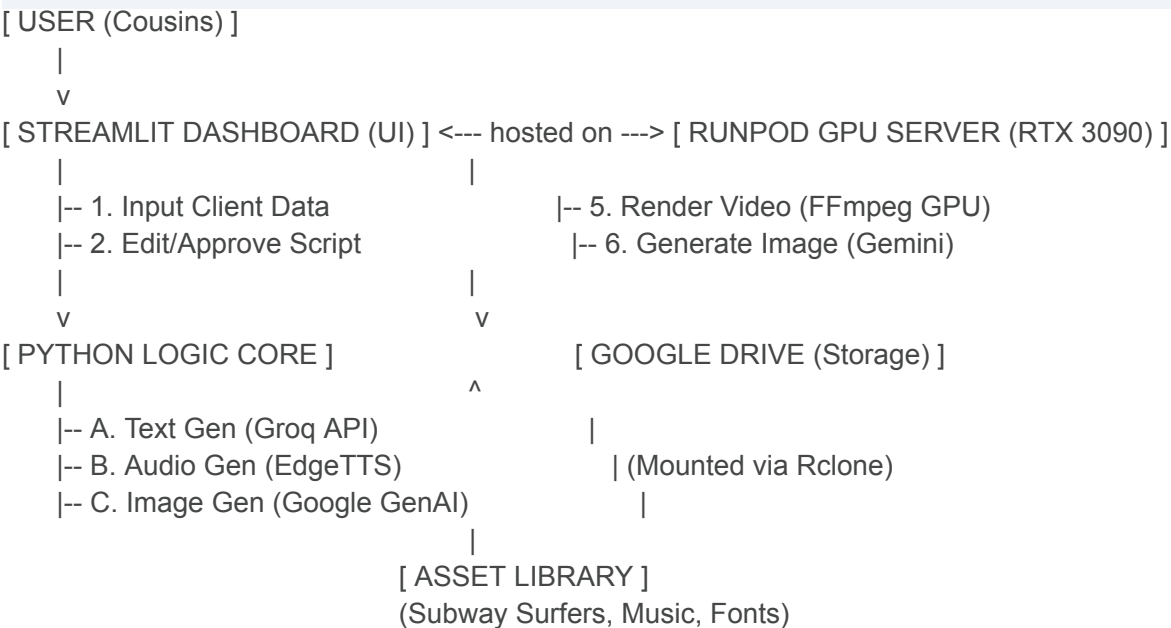 [ USER (Cousins) ]
|
v
[ STREAMLIT DASHBOARD (UI) ] <--- hosted on ---> [ RUNPOD GPU SERVER (RTX 3090) ]
| |
|-- 1. Input Client Data |-- 5. Render Video (FFmpeg GPU)
|-- 2. Edit/Approve Script |-- 6. Generate Image (Gemini)
| |
v v
[ PYTHON LOGIC CORE ] [ GOOGLE DRIVE (Storage) ]
| ^
|-- A. Text Gen (Groq API) |
|-- B. Audio Gen (EdgeTTS) | (Mounted via Rclone)
|-- C. Image Gen (Google GenAI) |
|
[ ASSET LIBRARY ]
(Subway Surfers, Music, Fonts)